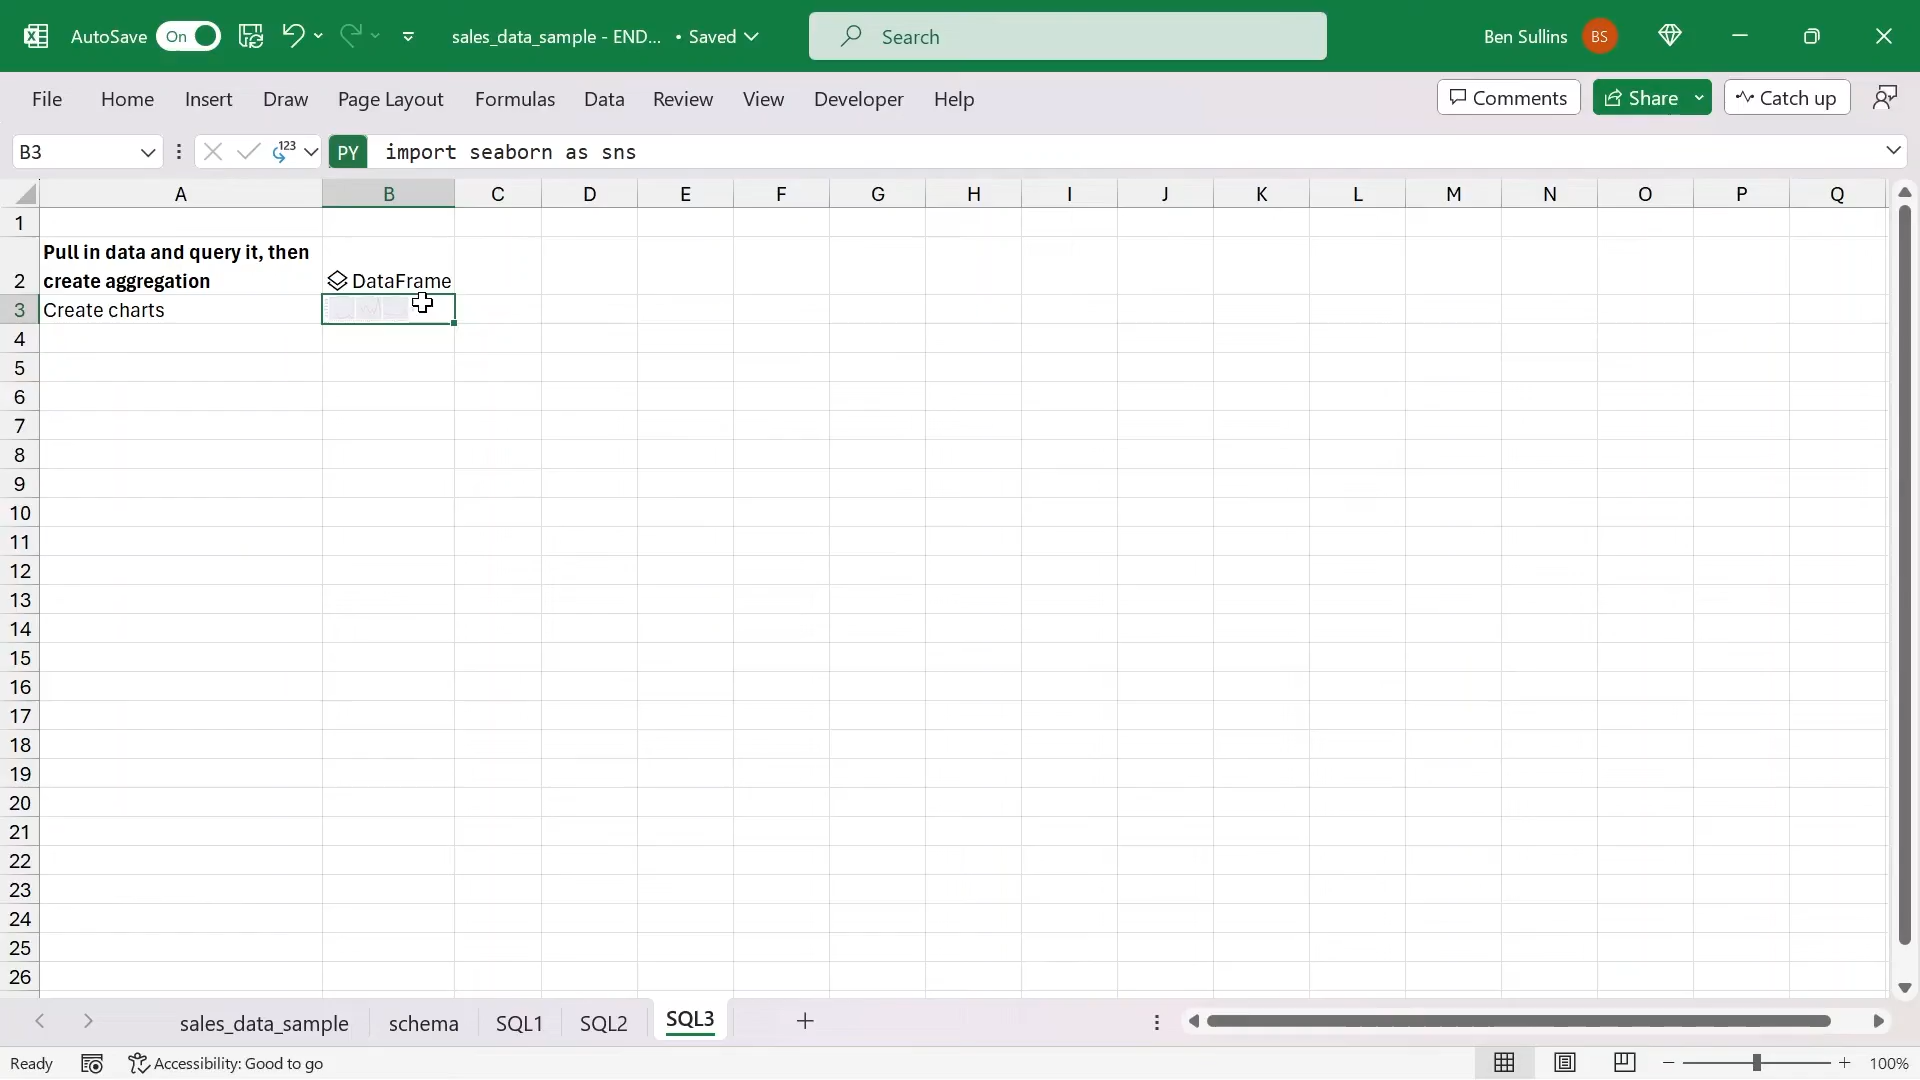 AutoSave On sales_data_sample - END... • Saved Search Ben Sullins BS
File Home Insert Draw Page Layout Formulas Data Review View Developer Help Comments Share Catch up
B3 123 PY import seaborn as sns
A B C D E F G H I J K L M N O P Q
1
Pull in data and query it, then
2 create aggregation DataFrame
3 Create charts
4
5
6
7
8
9
10
11
12
13
14
15
16
17
18
19
20
21
22
23
24
25
26
sales_data_sample schema SQL1 SQL2 SQL3
Ready Accessibility: Good to go 100%